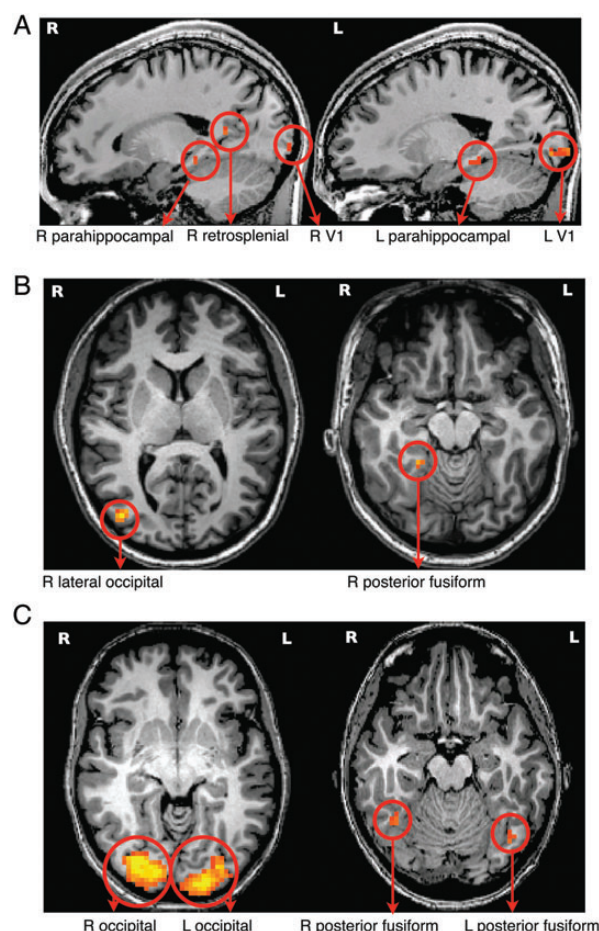 A
R L
R parahippocampal R retrosplenial R V1 L parahippocampal L V1
B
R L R L
R lateral occipital R posterior fusiform
C
R L R L
R occipital L occipital R posterior fusiform L posterior fusiform